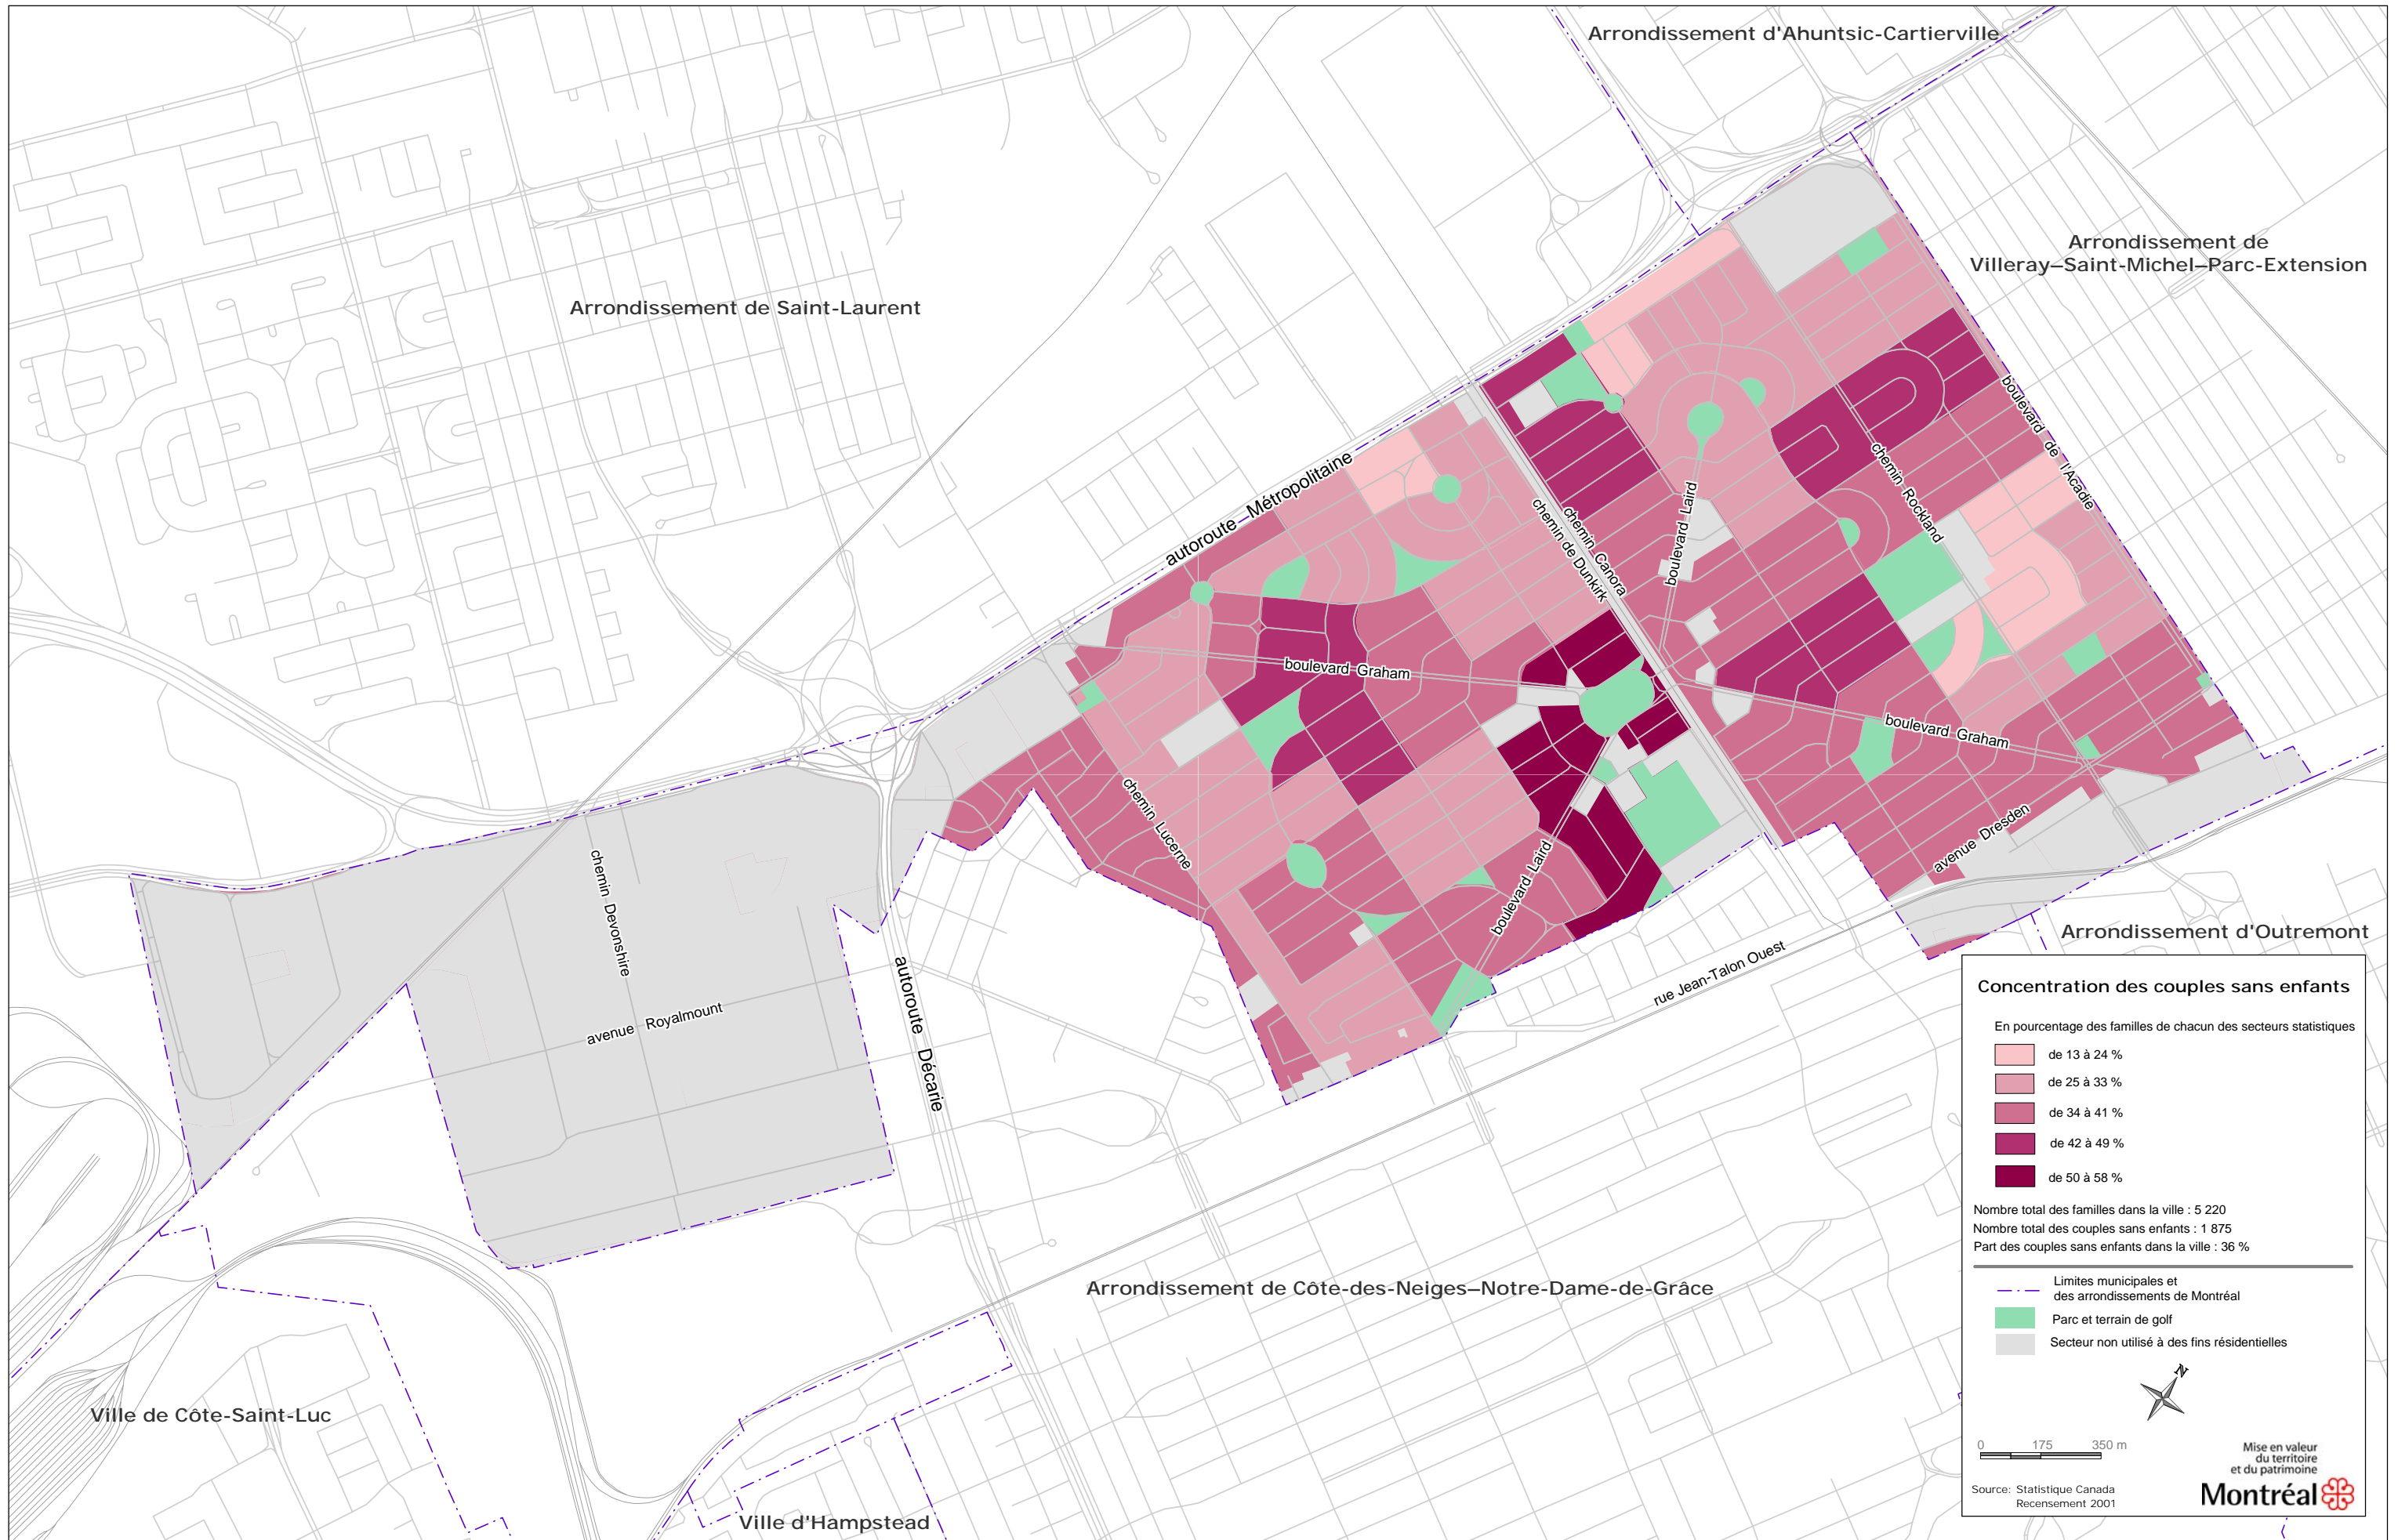 Arrondissement d'Ahuntsic-Cartierville
Arrondissement de
Villeray–Saint-Michel–Parc-Extension
Arrondissement de Saint-Laurent
autoroute Métropolitaine
boulevard de l'Acadie
chemin Rockland
boulevard Laird
chemin Canora
chemin de Dunkirk
boulevard Graham
boulevard Graham
chemin Lucerne
avenue Dresden
boulevard Laird
chemin Devonshire
avenue Royalmount
autoroute Décarie
rue Jean-Talon Ouest
Arrondissement d'Outremont
Arrondissement de Côte-des-Neiges–Notre-Dame-de-Grâce
Ville de Côte-Saint-Luc
Ville d'Hampstead
Concentration des couples sans enfants
En pourcentage des familles de chacun des secteurs statistiques
de 13 à 24 %
de 25 à 33 %
de 34 à 41 %
de 42 à 49 %
de 50 à 58 %
Nombre total des familles dans la ville : 5 220
Nombre total des couples sans enfants : 1 875
Part des couples sans enfants dans la ville : 36 %
Limites municipales et
des arrondissements de Montréal
Parc et terrain de golf
Secteur non utilisé à des fins résidentielles
N
0 175 350 m
Mise en valeur
du territoire
et du patrimoine
Montréal
Source: Statistique Canada
Recensement 2001